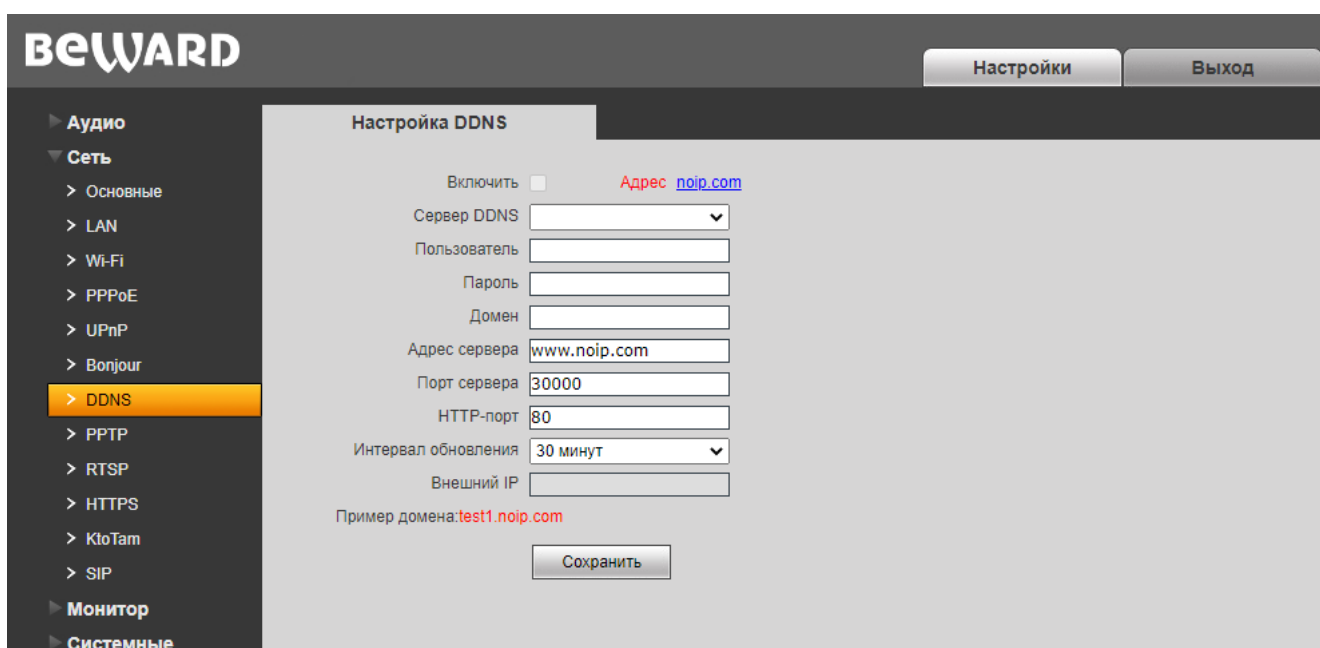 BEWARD
Настройки
Выход
Аудио
Сеть
> Основные
> LAN
> Wi-Fi
> PPPoE
> UPnP
> Bonjour
> DDNS
> PPTP
> RTSP
> HTTPS
> KtoTam
> SIP
Монитор
Системные
Настройка DDNS
Включить Адрес noip.com
Сервер DDNS
Пользователь
Пароль
Домен
Адрес сервера www.noip.com
Порт сервера 30000
HTTP-порт 80
Интервал обновления 30 минут
Внешний IP
Пример домена:test1.noip.com
Сохранить